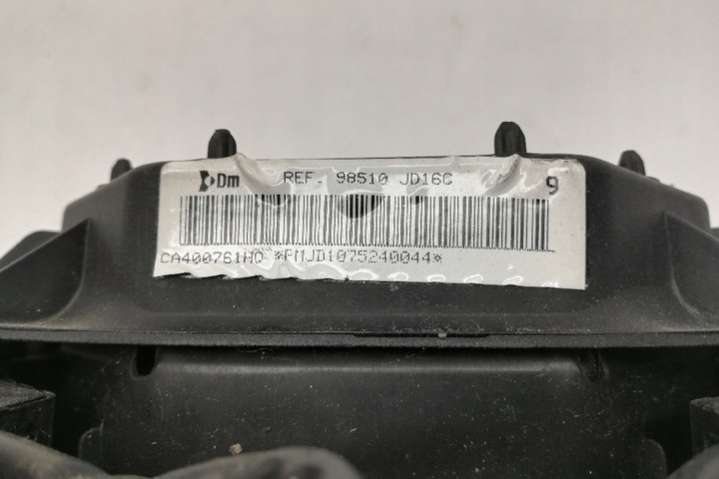 Dm REF. 98510 JD16C 9
CA400761HO *PMJD1075240044*